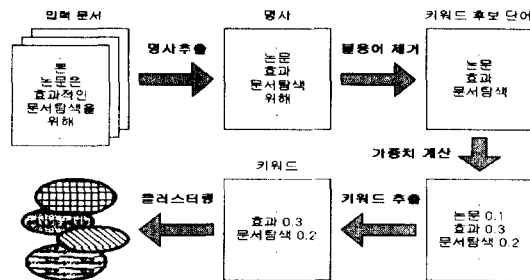 입력 문서
명사
키워드 후보 단어
본
논문은
효과적인
문서탐색을
위해
명사추출
논문
효과
문서탐색
위해
불용어 제거
논문
효과
문서탐색
가중치 계산
키워드
클러스터링
효과 0.3
문서탐색 0.2
키워드 추출
논문 0.1
효과 0.3
문서탐색 0.2